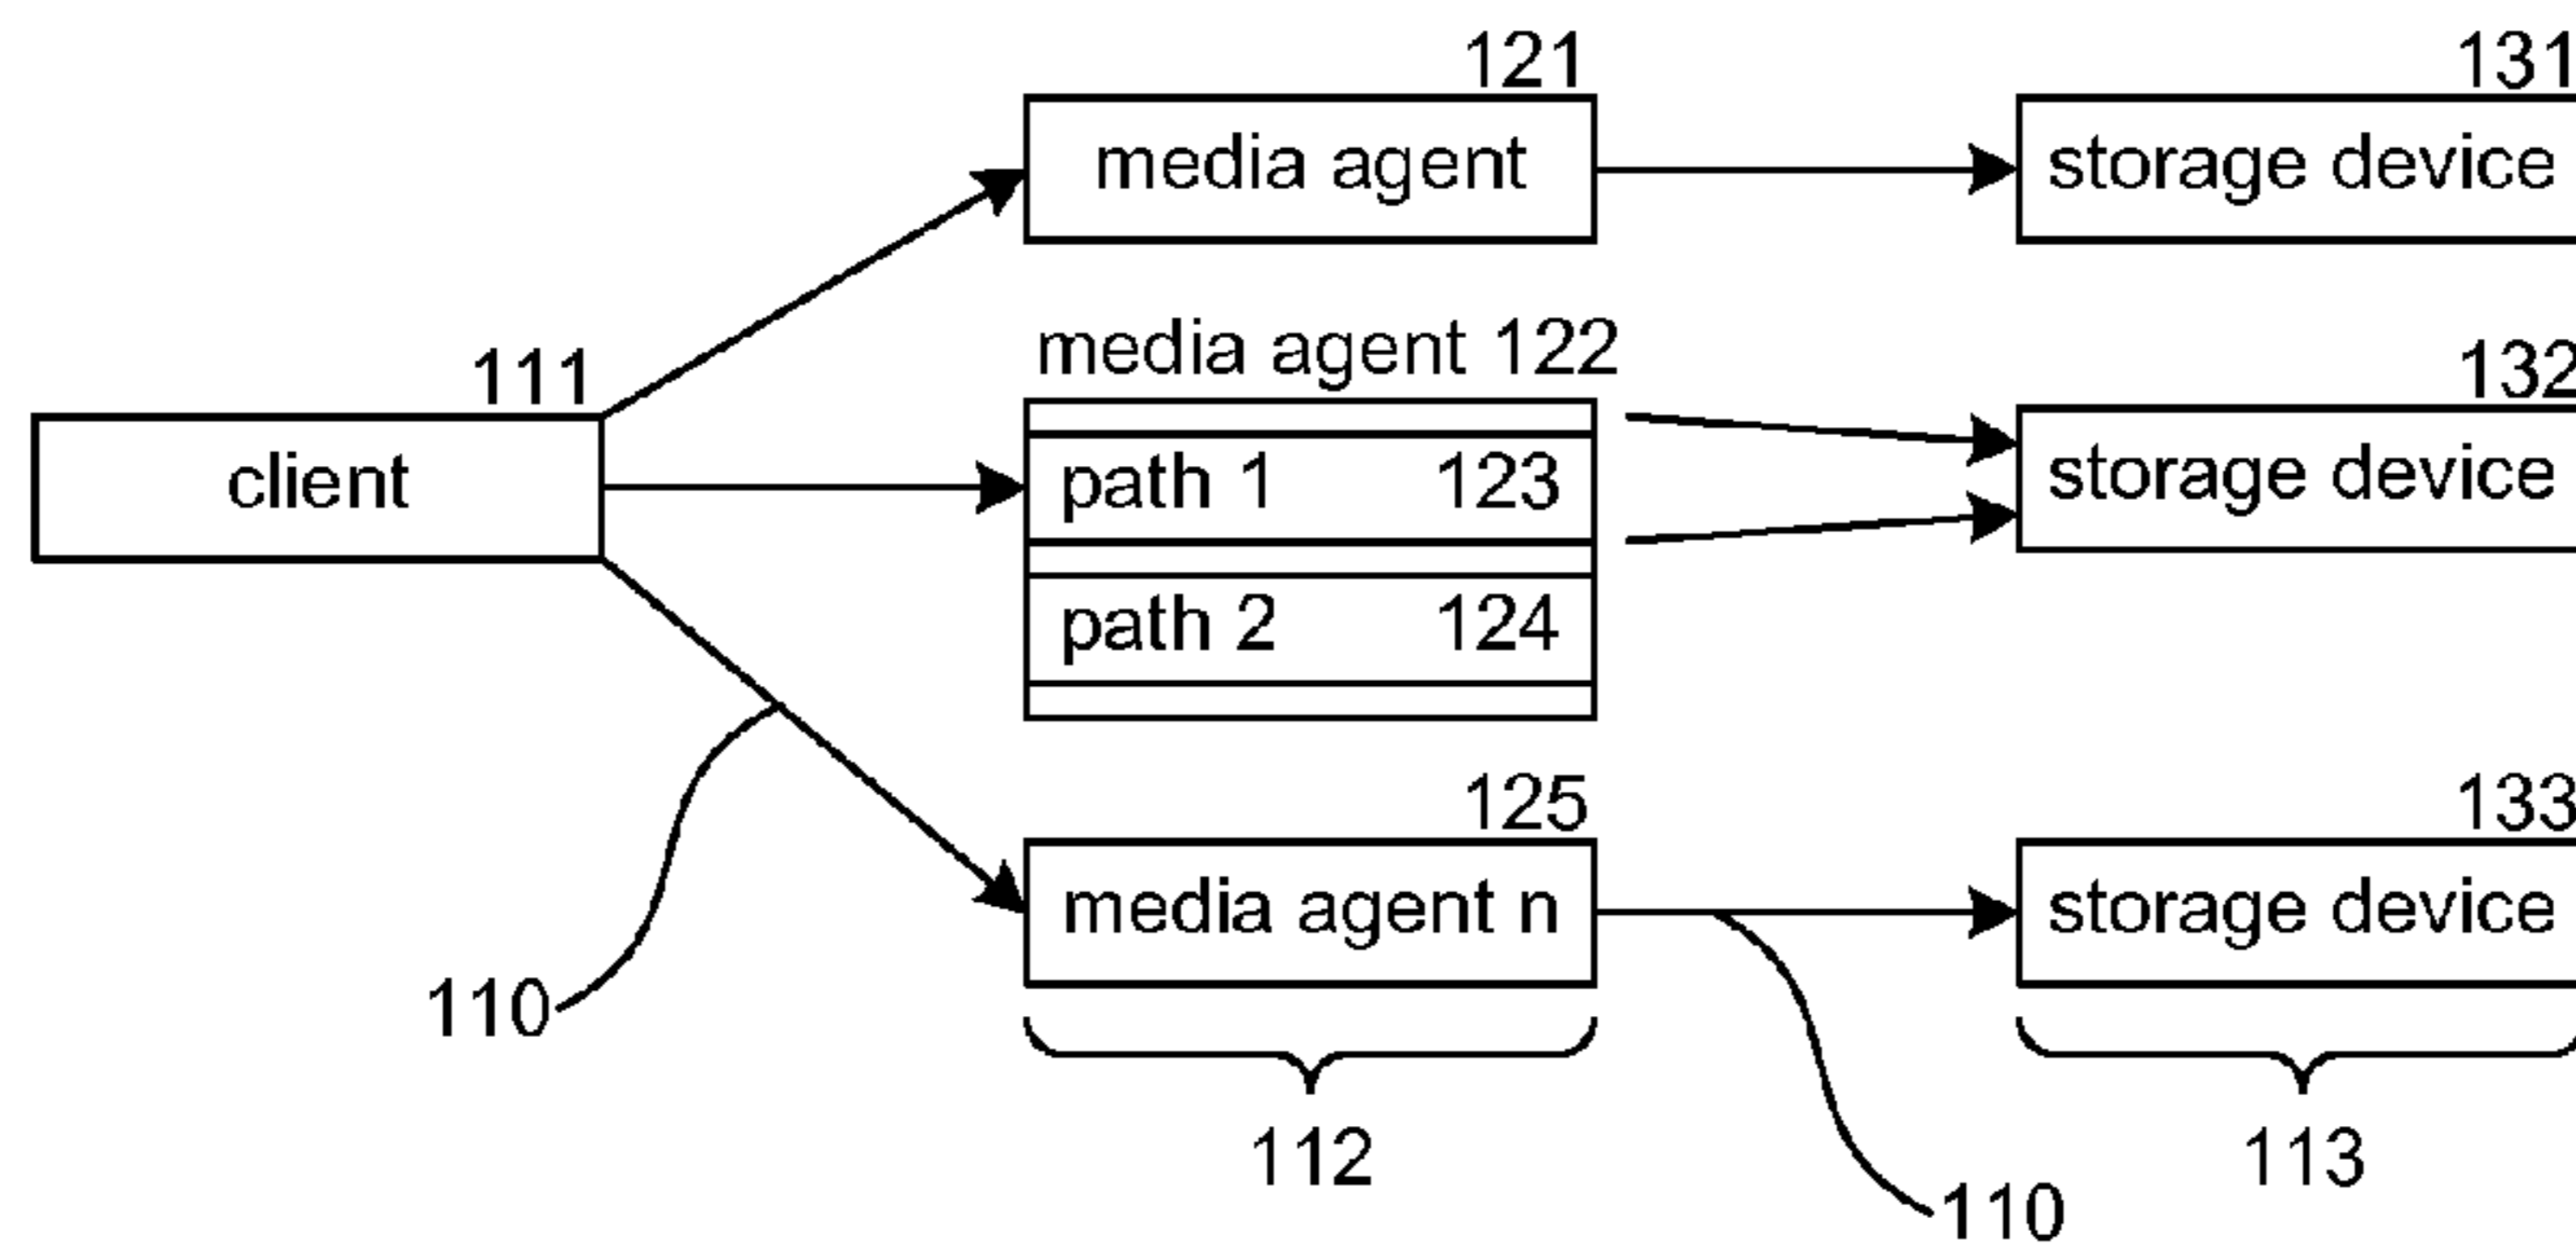 121
131
media agent
storage device
media agent 122
111
132
client
path 1 123
storage device
path 2 124
125
133
media agent n
storage device
110
112
113
110